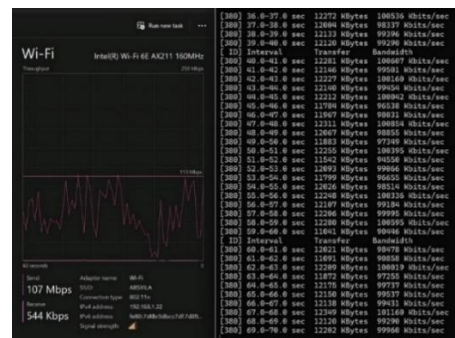 Run new task ...
Wi-Fi
Intel(R) Wi-Fi 6E AX211 160MHz
Throughput
250 Mbps
113 Mbps
60 seconds
0
Send
107 Mbps
Receive
544 Kbps
Adapter name Wi-Fi
SSID:
Connection type: 802.11
IPv4 address: 192.168.1.22
IPv6 address:
Signal strength:
[380] 36.0-37.0 sec 12272 KBytes 100536 Kbits/sec
[380] 37.0-38.0 sec 12004 KBytes 98337 Kbits/sec
[380] 38.0-39.0 sec 12133 KBytes 99396 Kbits/sec
[380] 39.0-40.0 sec 12120 KBytes 99290 Kbits/sec
[ ID] Interval Transfer Bandwidth
[380] 40.0-41.0 sec 12281 KBytes 100607 Kbits/sec
[380] 41.0-42.0 sec 12146 KBytes 99501 Kbits/sec
[380] 42.0-43.0 sec 12227 KBytes 100160 Kbits/sec
[380] 43.0-44.0 sec 12140 KBytes 99454 Kbits/sec
[380] 44.0-45.0 sec 12212 KBytes 100042 Kbits/sec
[380] 45.0-46.0 sec 11784 KBytes 96538 Kbits/sec
[380] 46.0-47.0 sec 11967 KBytes 98031 Kbits/sec
[380] 47.0-48.0 sec 12311 KBytes 100854 Kbits/sec
[380] 48.0-49.0 sec 12067 KBytes 98855 Kbits/sec
[380] 49.0-50.0 sec 11883 KBytes 97349 Kbits/sec
[380] 50.0-51.0 sec 12255 KBytes 100395 Kbits/sec
[380] 51.0-52.0 sec 11542 KBytes 94550 Kbits/sec
[380] 52.0-53.0 sec 12093 KBytes 99066 Kbits/sec
[380] 53.0-54.0 sec 11799 KBytes 96655 Kbits/sec
[380] 54.0-55.0 sec 12026 KBytes 98514 Kbits/sec
[380] 55.0-56.0 sec 12248 KBytes 100336 Kbits/sec
[380] 56.0-57.0 sec 12107 KBytes 99184 Kbits/sec
[380] 57.0-58.0 sec 12206 KBytes 99995 Kbits/sec
[380] 58.0-59.0 sec 12280 KBytes 100595 Kbits/sec
[380] 59.0-60.0 sec 11041 KBytes 90446 Kbits/sec
[ ID] Interval Transfer Bandwidth
[380] 60.0-61.0 sec 12021 KBytes 98478 Kbits/sec
[380] 61.0-62.0 sec 11091 KBytes 90858 Kbits/sec
[380] 62.0-63.0 sec 12209 KBytes 100019 Kbits/sec
[380] 63.0-64.0 sec 11872 KBytes 97255 Kbits/sec
[380] 64.0-65.0 sec 12175 KBytes 99737 Kbits/sec
[380] 65.0-66.0 sec 12150 KBytes 99537 Kbits/sec
[380] 66.0-67.0 sec 12138 KBytes 99431 Kbits/sec
[380] 67.0-68.0 sec 12349 KBytes 101160 Kbits/sec
[380] 68.0-69.0 sec 12120 KBytes 99290 Kbits/sec
[380] 69.0-70.0 sec 12202 KBytes 99960 Kbits/sec